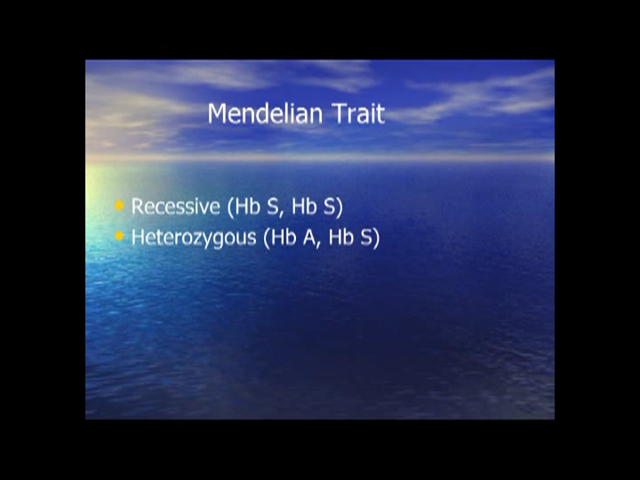 Mendelian Trait
• Recessive (Hb S, Hb S)
• Heterozygous (Hb A, Hb S)